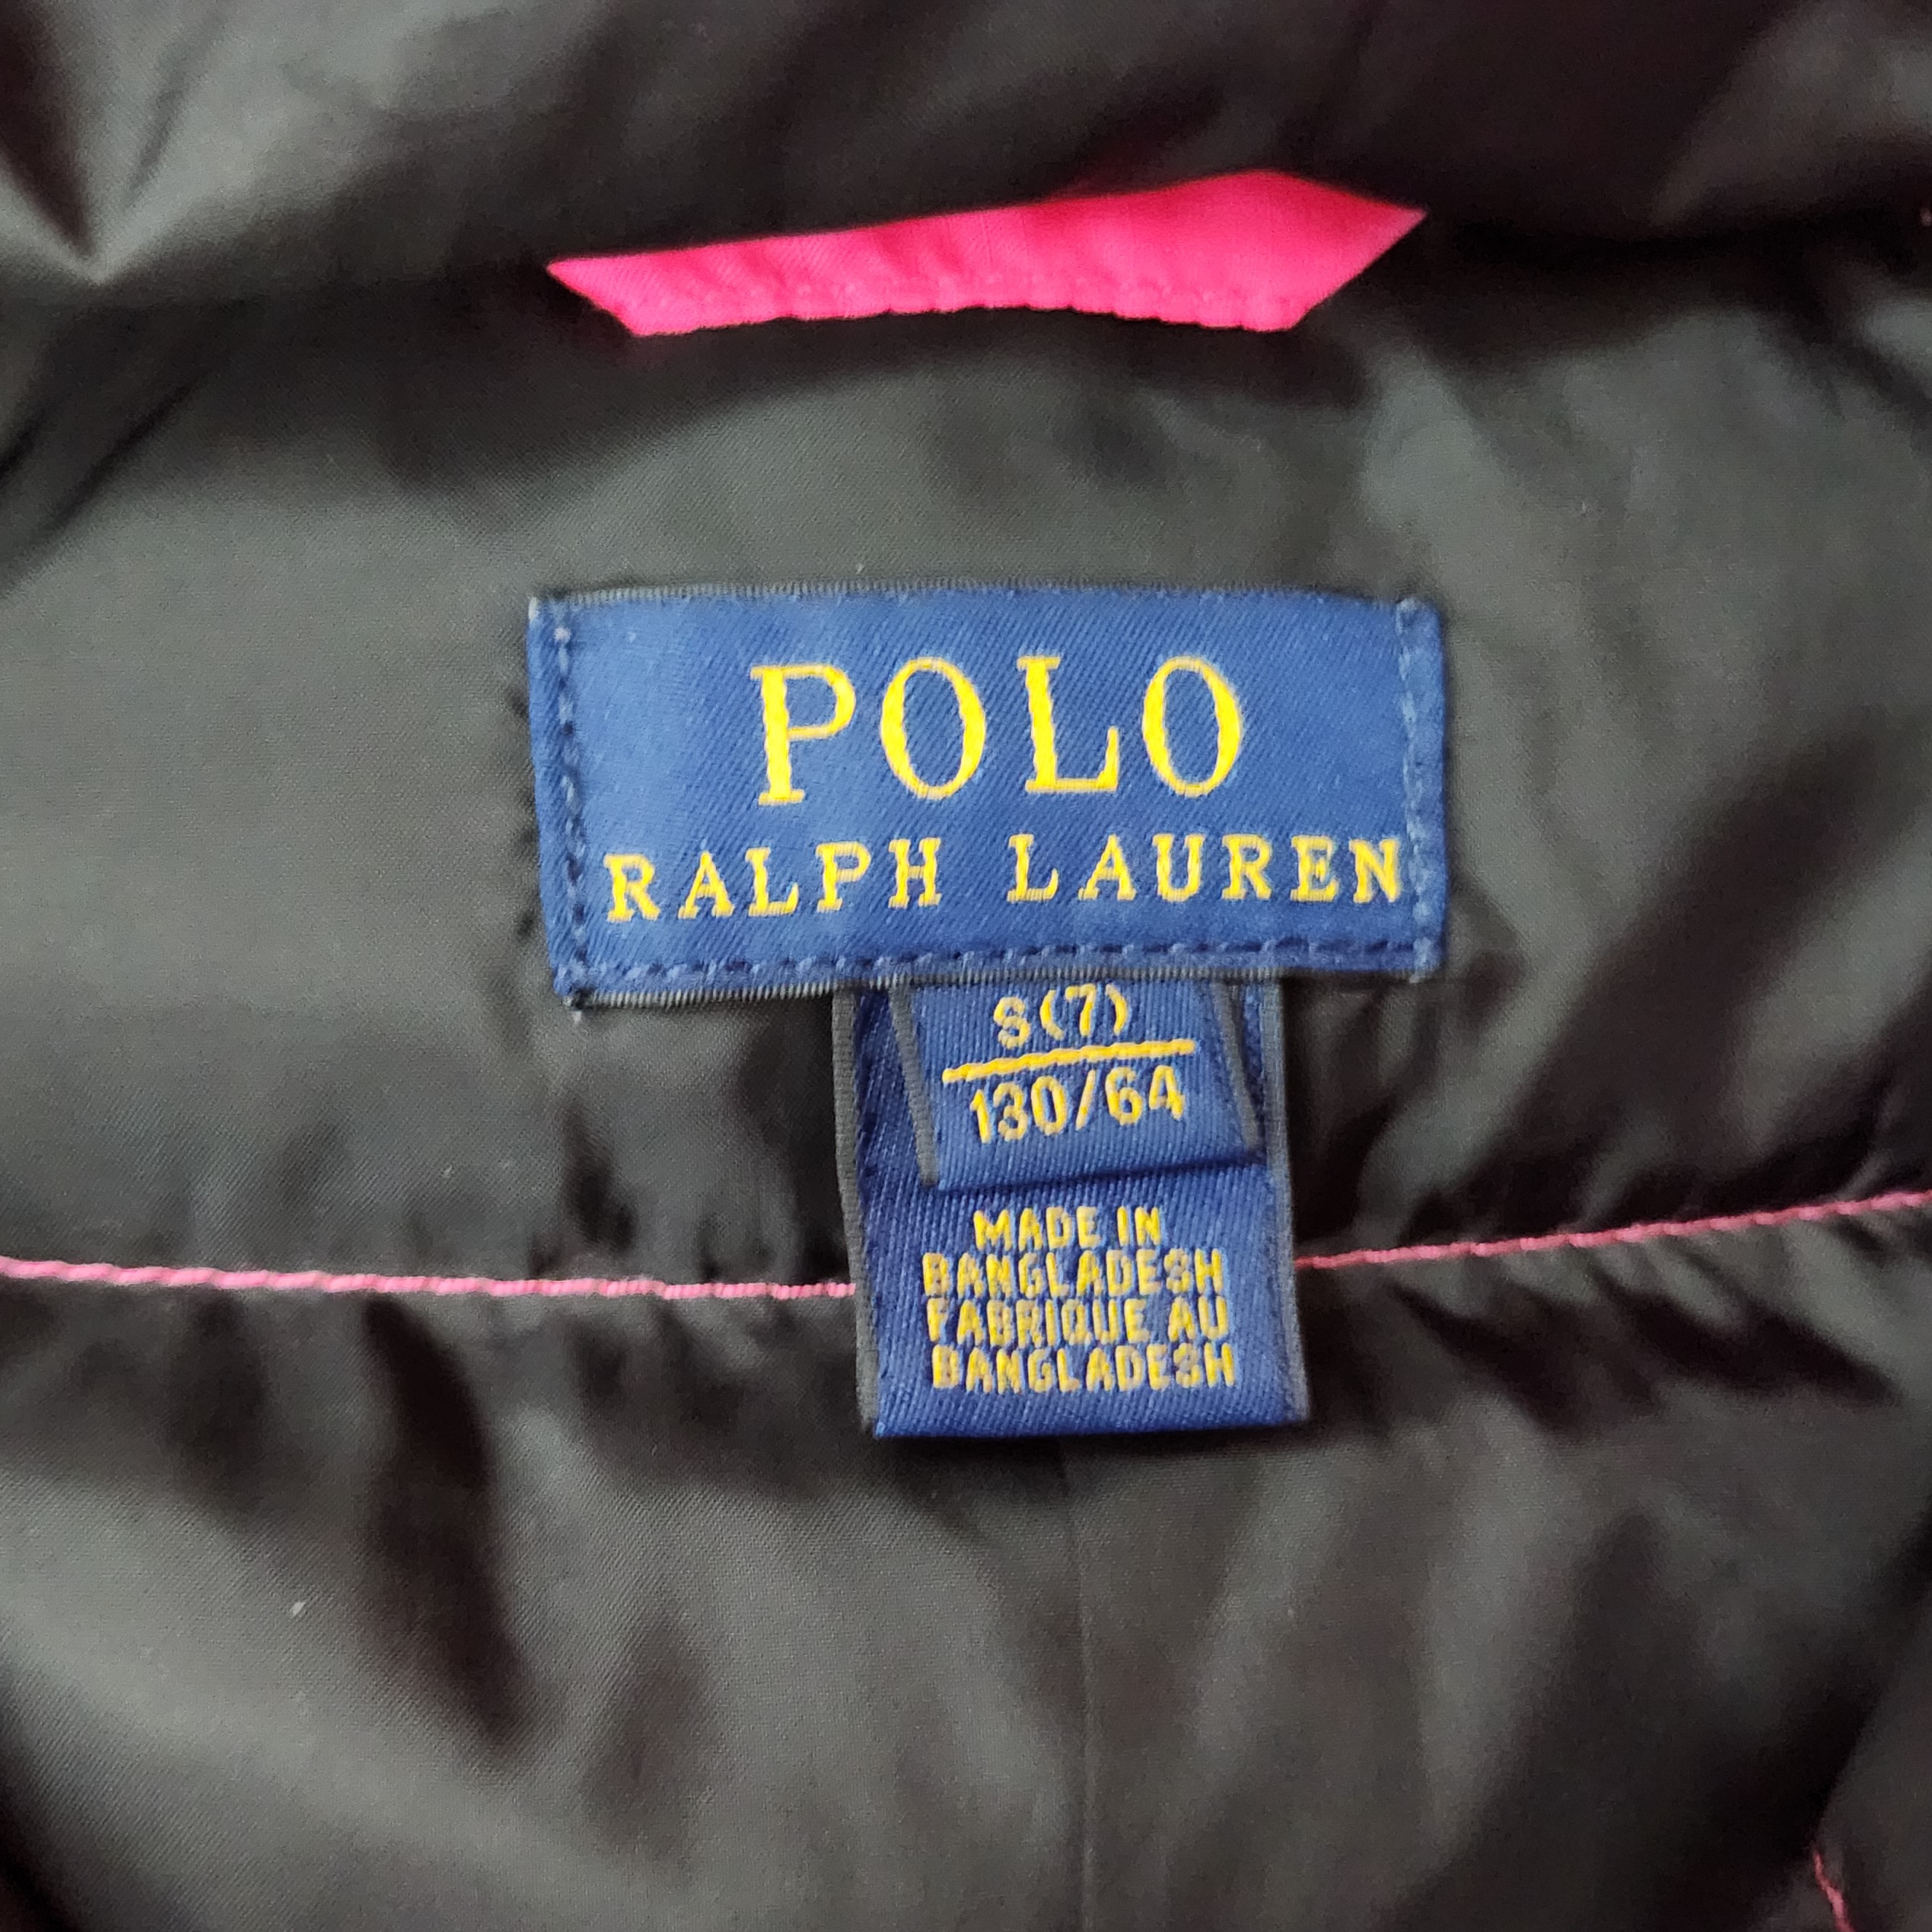 POLO
RALPH LAUREN
S(7)
130/64
MADE IN
BANGLADESH
FABRIQUE AU
BANGLADESH